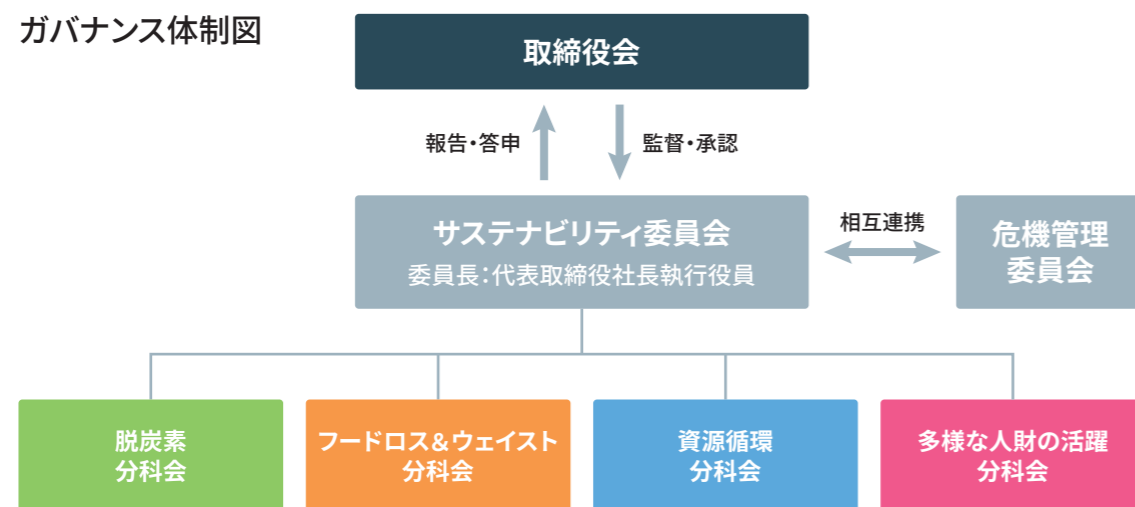 ガバナンス体制図
取締役会
報告・答申
監督・承認
サステナビリティ委員会
委員長：代表取締役社長執行役員
相互連携
危機管理
委員会
脱炭素
分科会
フードロス&ウェイスト
分科会
資源循環
分科会
多様な人財の活躍
分科会